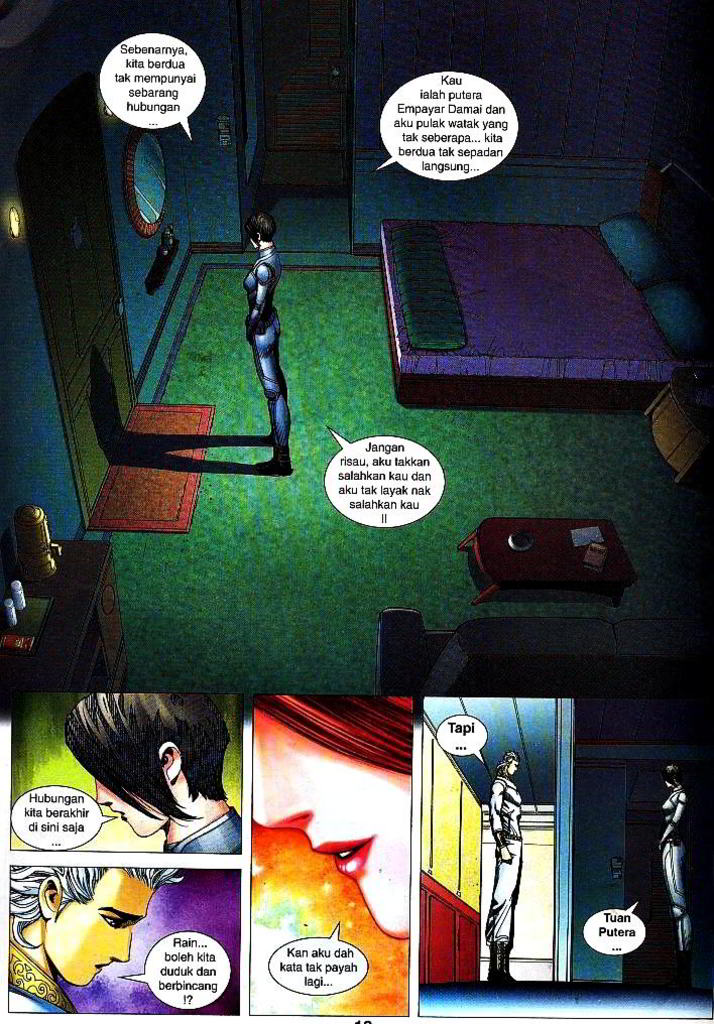 Sebenarnya,
kita berdua
tak mempunyai
sebarang
hubungan
...
Kau
ialah putera
Empayar Damai dan
aku pulak watak yang
tak seberapa... kita
berdua tak sepadan
langsung...
Jangan
risau, aku takkan
salahkan kau dan
aku tak layak nak
salahkan kau
!!
Hubungan
kita berakhir
di sini saja
...
Rain...
boleh kita
duduk dan
berbincang
!?
Kan aku dah
kata tak payah
lagi...
Tapi
...
Tuan
Putera
...